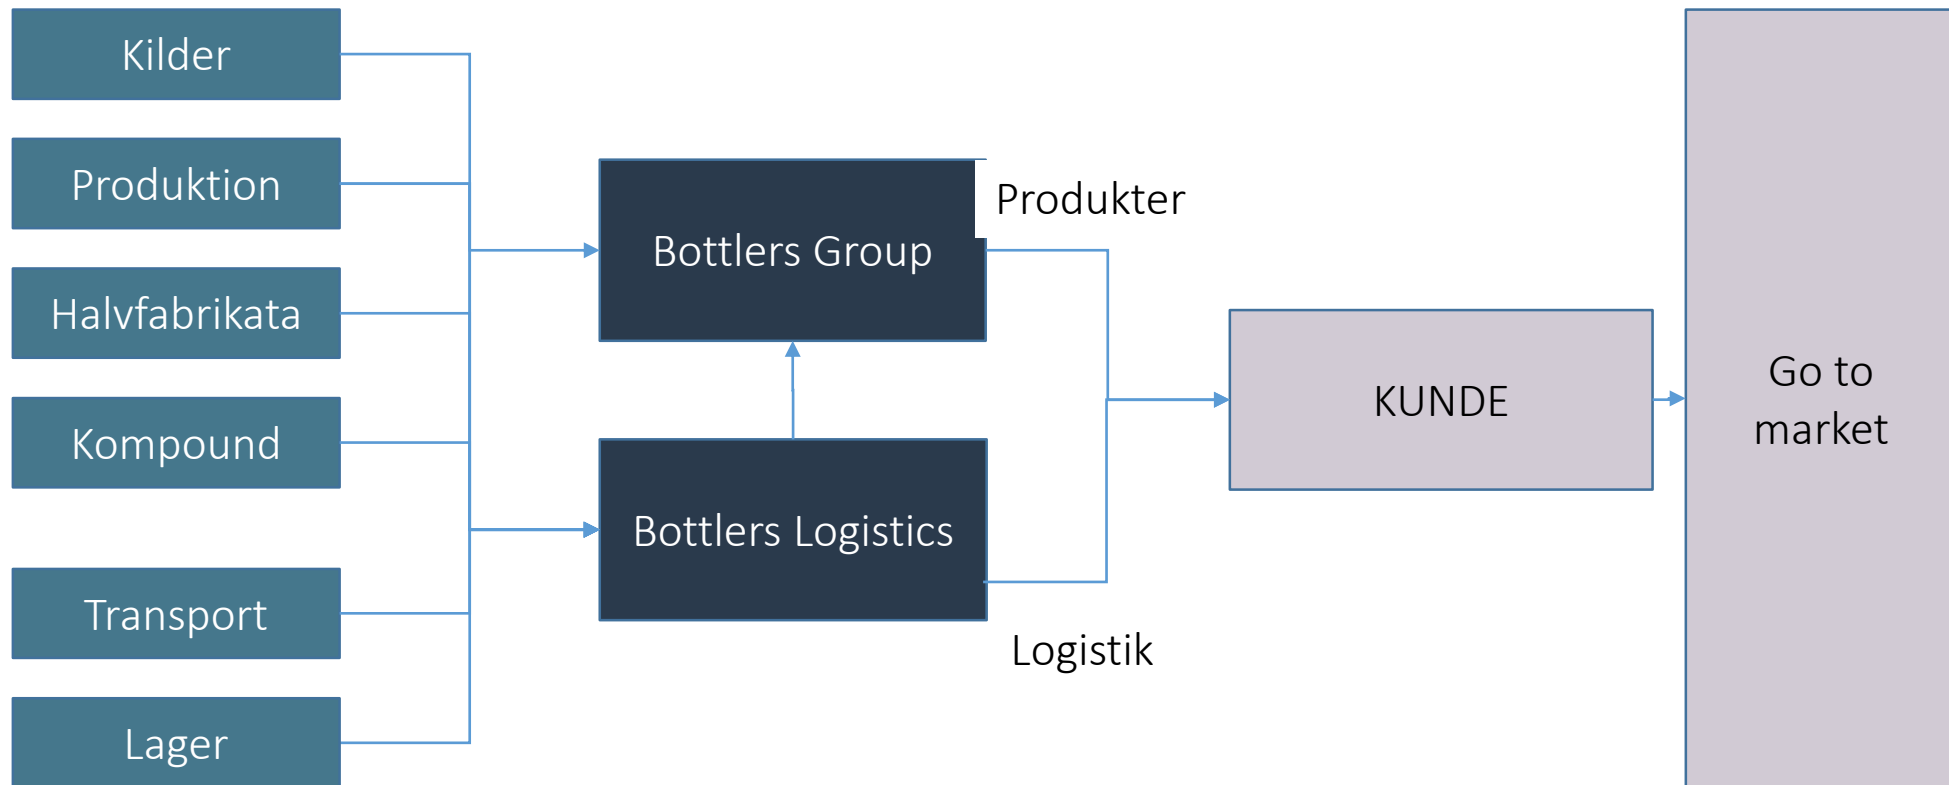 Kilder
Produktion
Halvfabrikata
Kompound
Transport
Lager
Bottlers Group
Bottlers Logistics
Produkter
Logistik
KUNDE
Go to
market